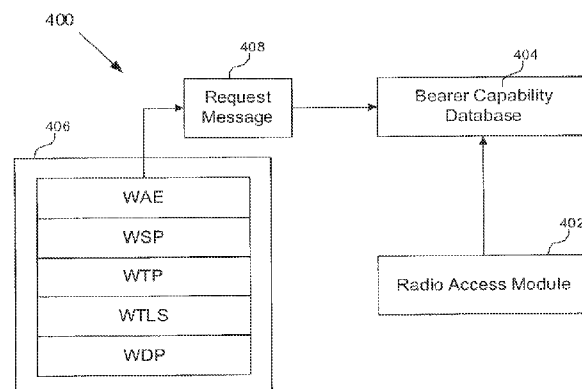 400
408
Request
Message
404
Bearer Capability
Database
406
WAE
WSP
WTP
WTLS
WDP
402
Radio Access Module